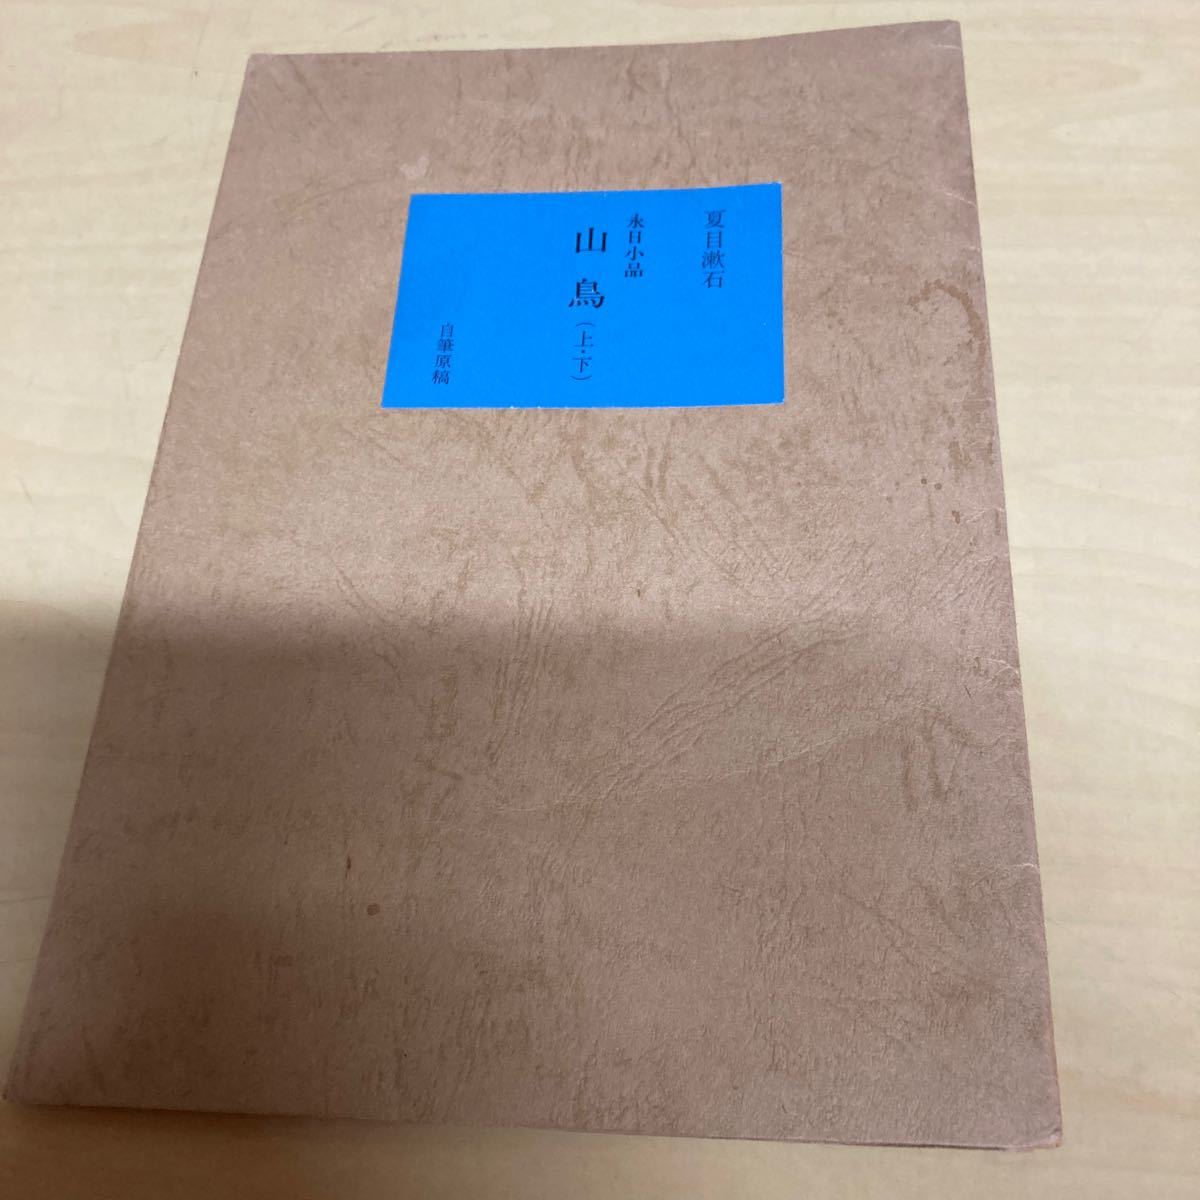 夏目漱石
永日小品
山鳥(上・下)
自筆原稿